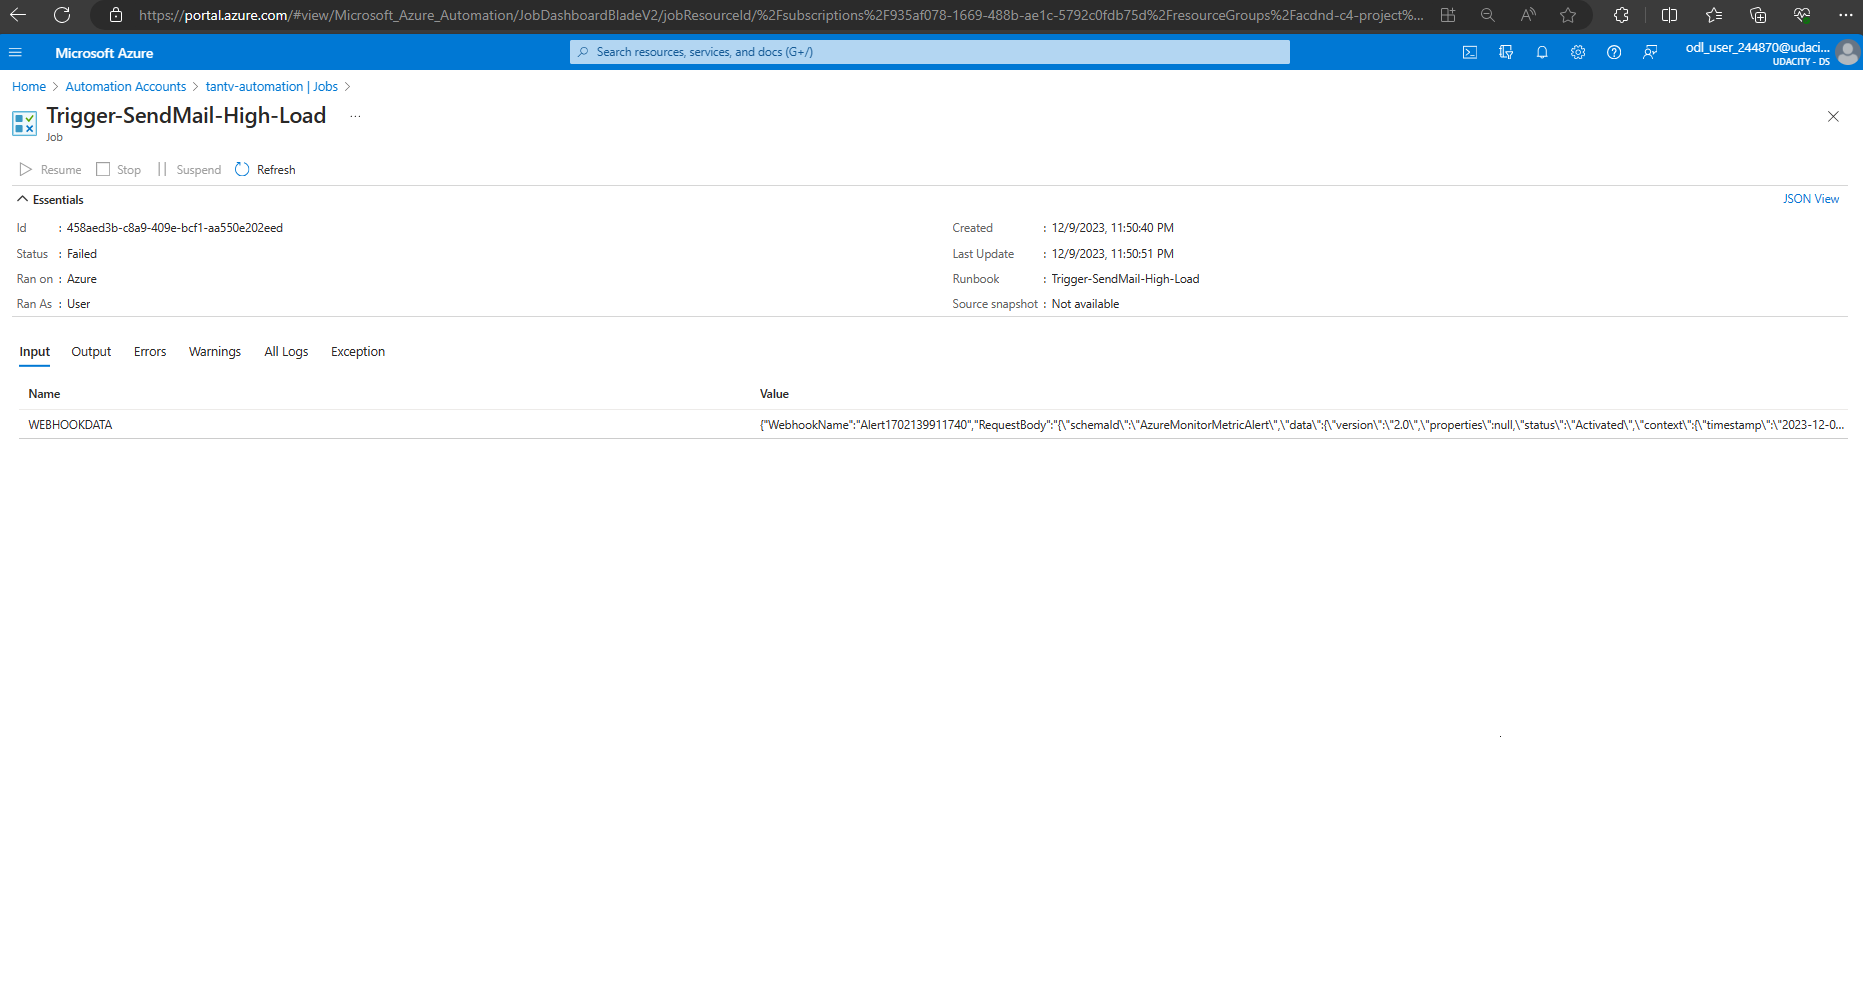 https://portal.azure.com/#view/Microsoft_Azure_Automation/JobDashboardBladeV2/jobResourceId/%2Fsubscriptions%2F935af078-1669-488b-ae1c-5792c0fdb75d%2FresourceGroups%2Facdnd-c4-project%...
Microsoft Azure
Search resources, services, and docs (G+/)
odl_user_244870@udaci...
UDACITY - DS
Home > Automation Accounts > tantv-automation | Jobs >
Trigger-SendMail-High-Load ...
Job
Resume Stop Suspend Refresh
Essentials JSON View
Id : 458aed3b-c8a9-409e-bcf1-aa550e202eed Created : 12/9/2023, 11:50:40 PM
Status : Failed Last Update : 12/9/2023, 11:50:51 PM
Ran on : Azure Runbook : Trigger-SendMail-High-Load
Ran As : User Source snapshot : Not available
Input Output Errors Warnings All Logs Exception
Name Value
WEBHOOKDATA {"WebhookName":"Alert1702139911740","RequestBody":"{\"schemaId\":\"AzureMonitorMetricAlert\",\"data\":{\"version\":\"2.0\",\"properties\":null,\"status\":\"Activated\",\"context\":{\"timestamp\":\"2023-12-0...